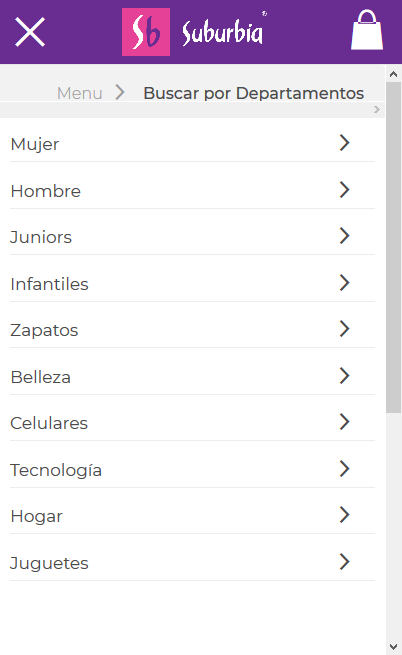 Sb Suburbia®
Menu Buscar por Departamentos
Mujer
Hombre
Juniors
Infantiles
Zapatos
Belleza
Celulares
Tecnología
Hogar
Juguetes